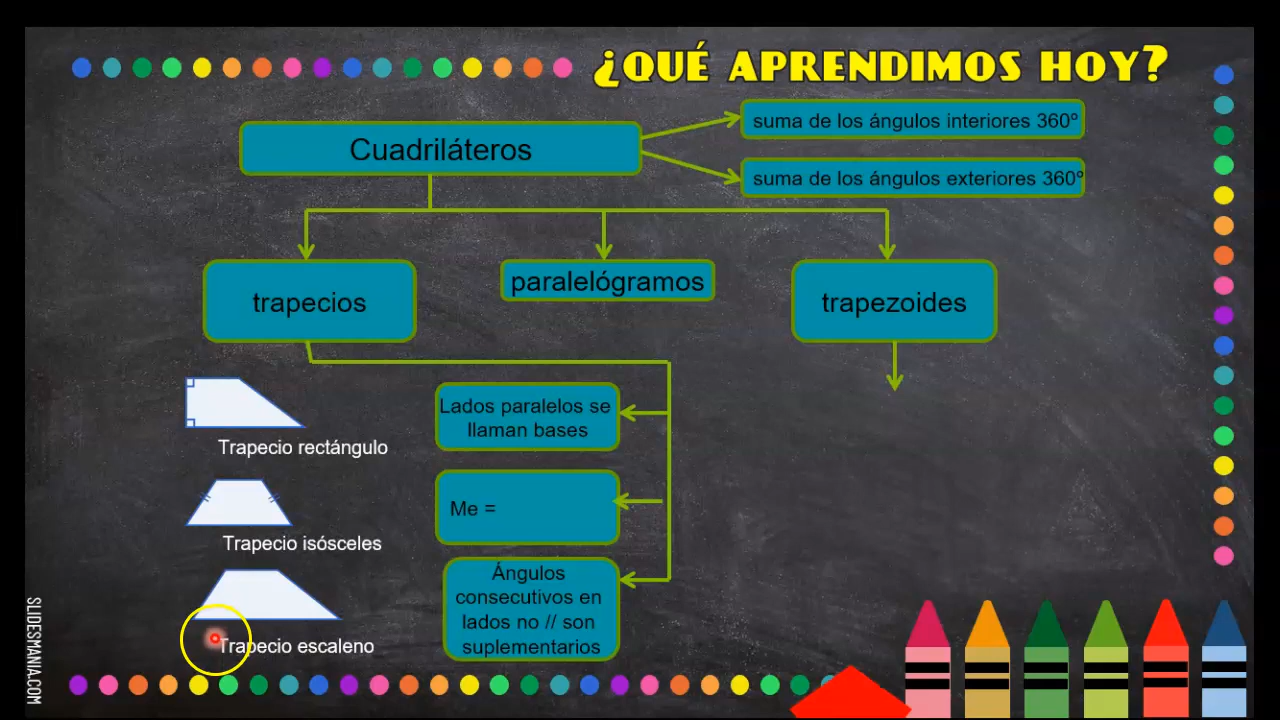 ¿QUÉ APRENDIMOS HOY?
Cuadriláteros
suma de los ángulos interiores 360º
suma de los ángulos exteriores 360º
trapecios
paralelógramos
trapezoides
Trapecio rectángulo
Lados paralelos se
llaman bases
Trapecio isósceles
Me =
Trapecio escaleno
Ángulos
consecutivos en
lados no // son
suplementarios
SLIDESMANIA.COM